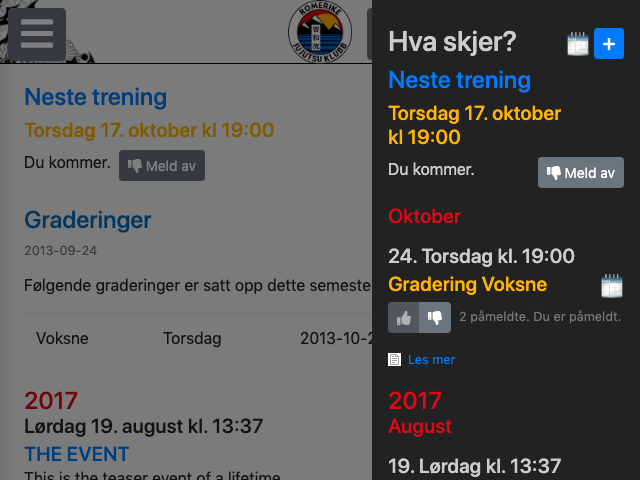 ROMERIKE
JUJUTSU KLUBB
Neste trening
Torsdag 17. oktober kl 19:00
Du kommer.
Meld av
Graderinger
2013-09-24
Følgende graderinger er satt opp dette semeste
Voksne Torsdag 2013-10-2
2017
Lørdag 19. august kl. 13:37
THE EVENT
This is the teaser event of a lifetime
Hva skjer?
+
Neste trening
Torsdag 17. oktober
kl 19:00
Du kommer.
Meld av
Oktober
24. Torsdag kl. 19:00
Gradering Voksne
2 påmeldte. Du er påmeldt.
Les mer
2017
August
19. Lørdag kl. 13:37